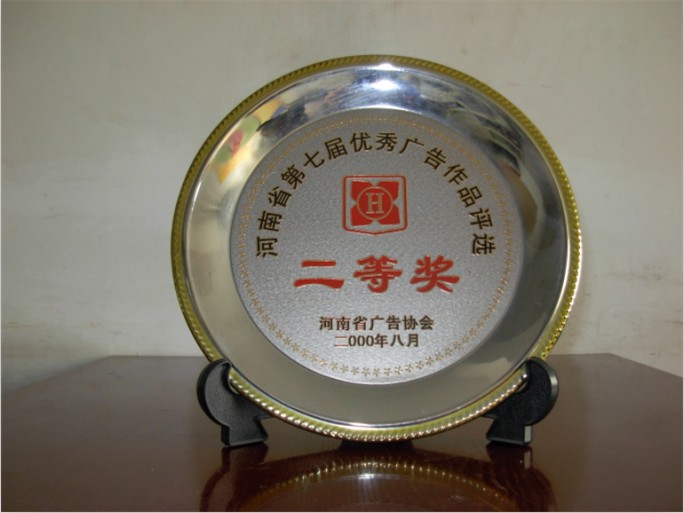 河南省第七届优秀广告作品评选
H
二等奖
河南省广告协会
二000年八月